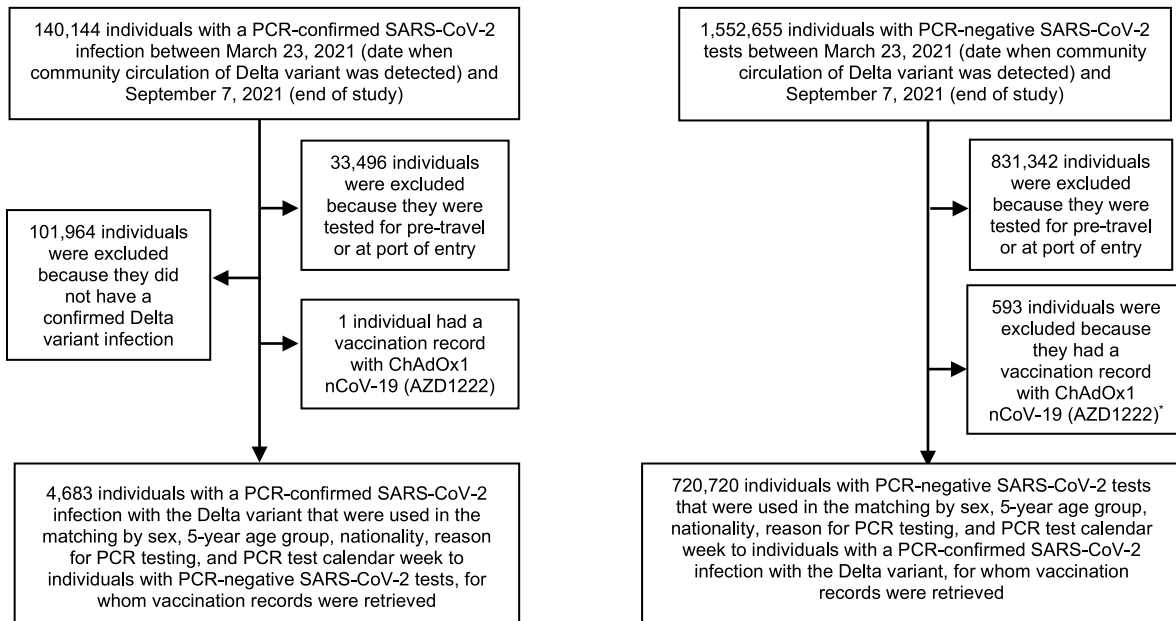 140,144 individuals with a PCR-confirmed SARS-CoV-2
infection between March 23, 2021 (date when
community circulation of Delta variant was detected) and
September 7, 2021 (end of study)
33,496 individuals
were excluded
because they were
tested for pre-travel
or at port of entry
101,964 individuals
were excluded
because they did
not have a
confirmed Delta
variant infection
1 individual had a
vaccination record
with ChAdOx1
nCoV-19 (AZD1222)
4,683 individuals with a PCR-confirmed SARS-CoV-2
infection with the Delta variant that were used in the
matching by sex, 5-year age group, nationality, reason
for PCR testing, and PCR test calendar week to
individuals with PCR-negative SARS-CoV-2 tests, for
whom vaccination records were retrieved
1,552,655 individuals with PCR-negative SARS-CoV-2
tests between March 23, 2021 (date when community
circulation of Delta variant was detected) and
September 7, 2021 (end of study)
831,342 individuals
were excluded
because they were
tested for pre-travel
or at port of entry
593 individuals were
excluded because
they had a
vaccination record
with ChAdOx1
nCoV-19 (AZD1222)*
720,720 individuals with PCR-negative SARS-CoV-2 tests
that were used in the matching by sex, 5-year age group,
nationality, reason for PCR testing, and PCR test calendar
week to individuals with a PCR-confirmed SARS-CoV-2
infection with the Delta variant, for whom vaccination
records were retrieved